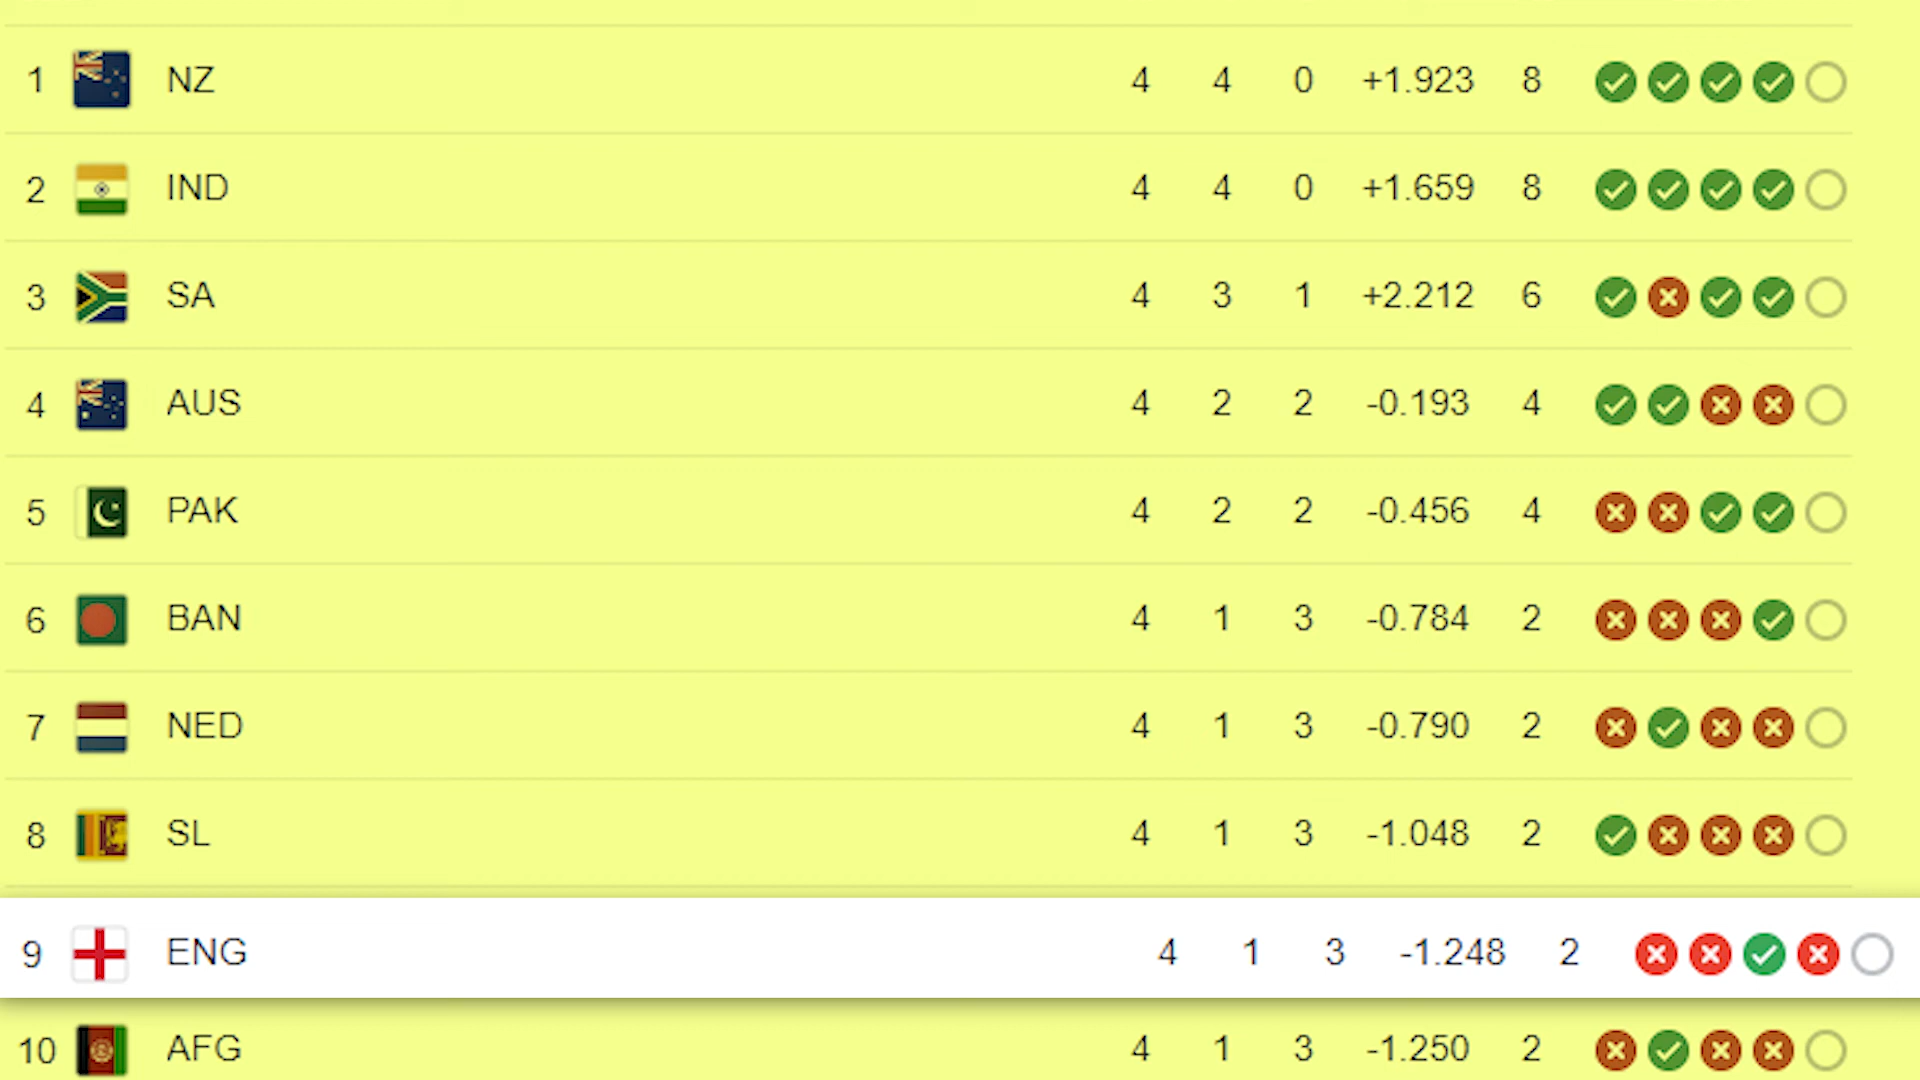 1 NZ 4 4 0 +1.923 8
2 IND 4 4 0 +1.659 8
3 SA 4 3 1 +2.212 6
4 AUS 4 2 2 -0.193 4
5 PAK 4 2 2 -0.456 4
6 BAN 4 1 3 -0.784 2
7 NED 4 1 3 -0.790 2
8 SL 4 1 3 -1.048 2
9 ENG 4 1 3 -1.248 2
10 AFG 4 1 3 -1.250 2